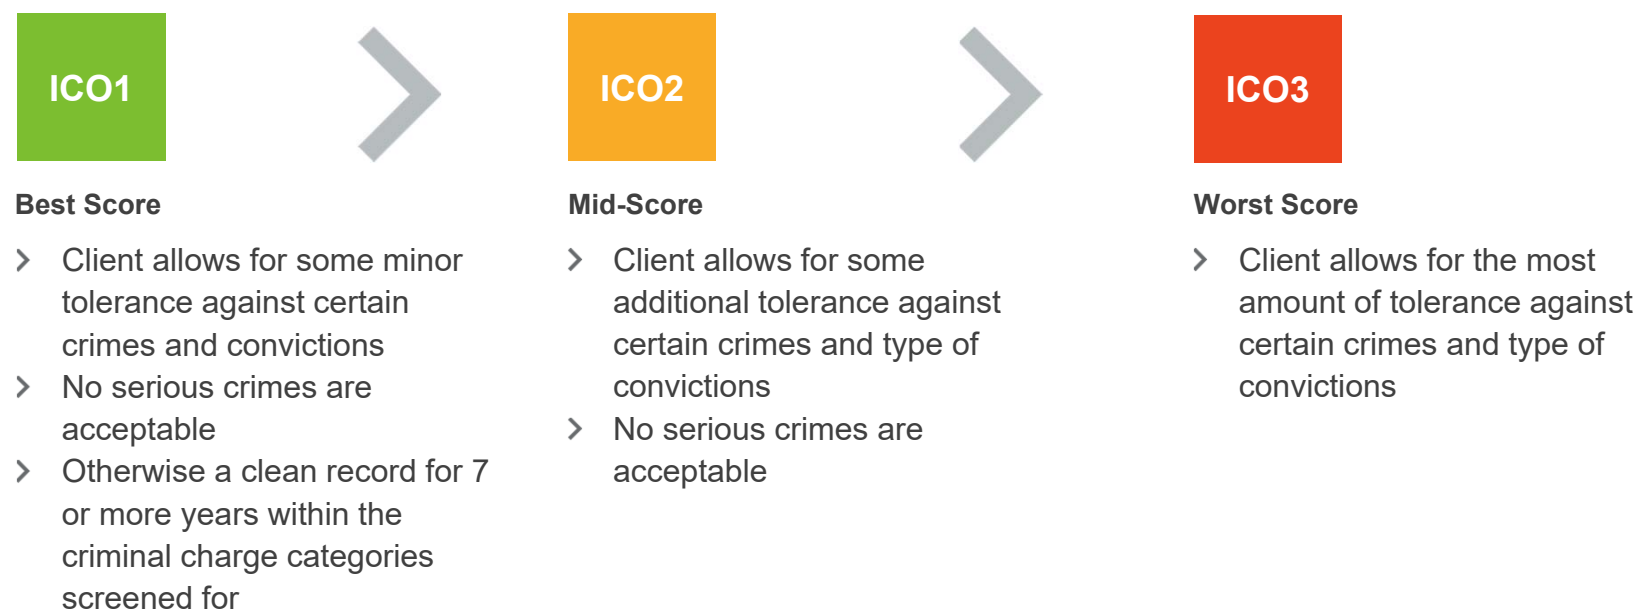 ICO1
Best Score
Client allows for some minor
tolerance against certain
crimes and convictions
No serious crimes are
acceptable
Otherwise a clean record for 7
or more years within the
criminal charge categories
screened for
ICO2
Mid-Score
Client allows for some
additional tolerance against
certain crimes and type of
convictions
No serious crimes are
acceptable
ICO3
Worst Score
Client allows for the most
amount of tolerance against
certain crimes and type of
convictions